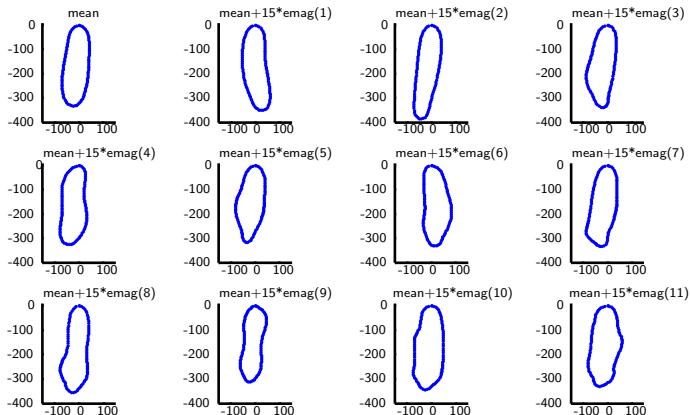 mean mean+15*emag(1) mean+15*emag(2) mean+15*emag(3)
0 0 0 0
-100 -100 -100 -100
-200 -200 -200 -200
-300 -300 -300 -300
-400 -400 -400 -400
-100 0 100 -100 0 100 -100 0 100 -100 0 100
mean+15*emag(4) mean+15*emag(5) mean+15*emag(6) mean+15*emag(7)
0 0 0 0
-100 -100 -100 -100
-200 -200 -200 -200
-300 -300 -300 -300
-400 -400 -400 -400
-100 0 100 -100 0 100 -100 0 100 -100 0 100
mean+15*emag(8) mean+15*emag(9) mean+15*emag(10) mean+15*emag(11)
0 0 0 0
-100 -100 -100 -100
-200 -200 -200 -200
-300 -300 -300 -300
-400 -400 -400 -400
-100 0 100 -100 0 100 -100 0 100 -100 0 100